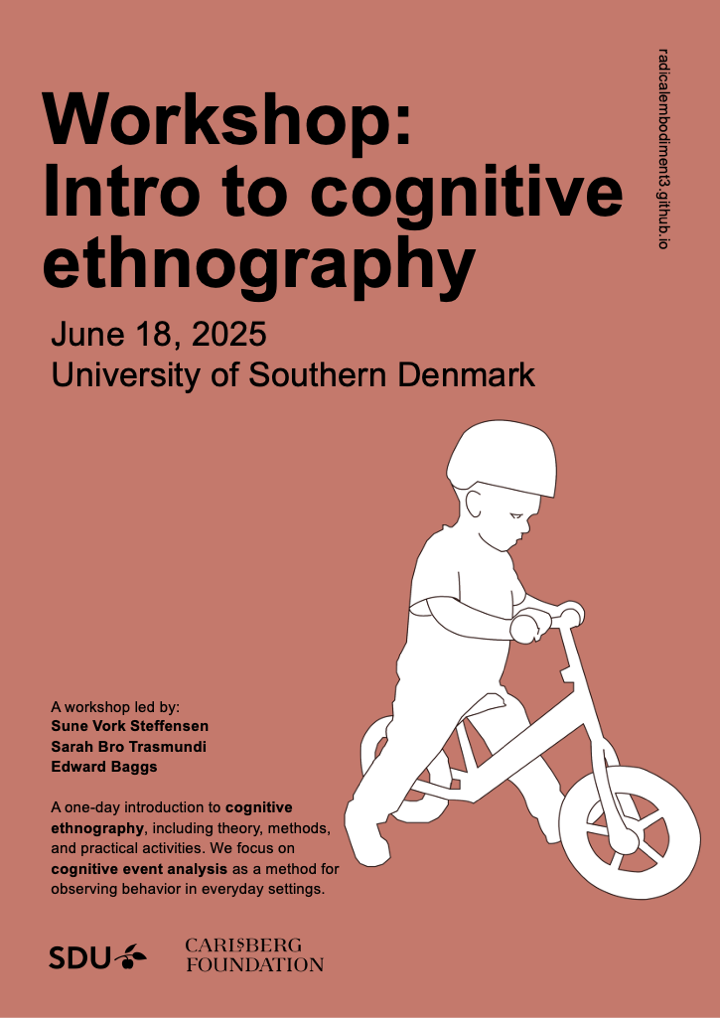 radicalembodiment3.github.io
Workshop:
Intro to cognitive
ethnography
June 18, 2025
University of Southern Denmark
A workshop led by:
Sune Vork Steffensen
Sarah Bro Trasmundi
Edward Baggs
A one-day introduction to cognitive
ethnography, including theory, methods,
and practical activities. We focus on
cognitive event analysis as a method for
observing behavior in everyday settings.
SDU
CARLSBERG
FOUNDATION